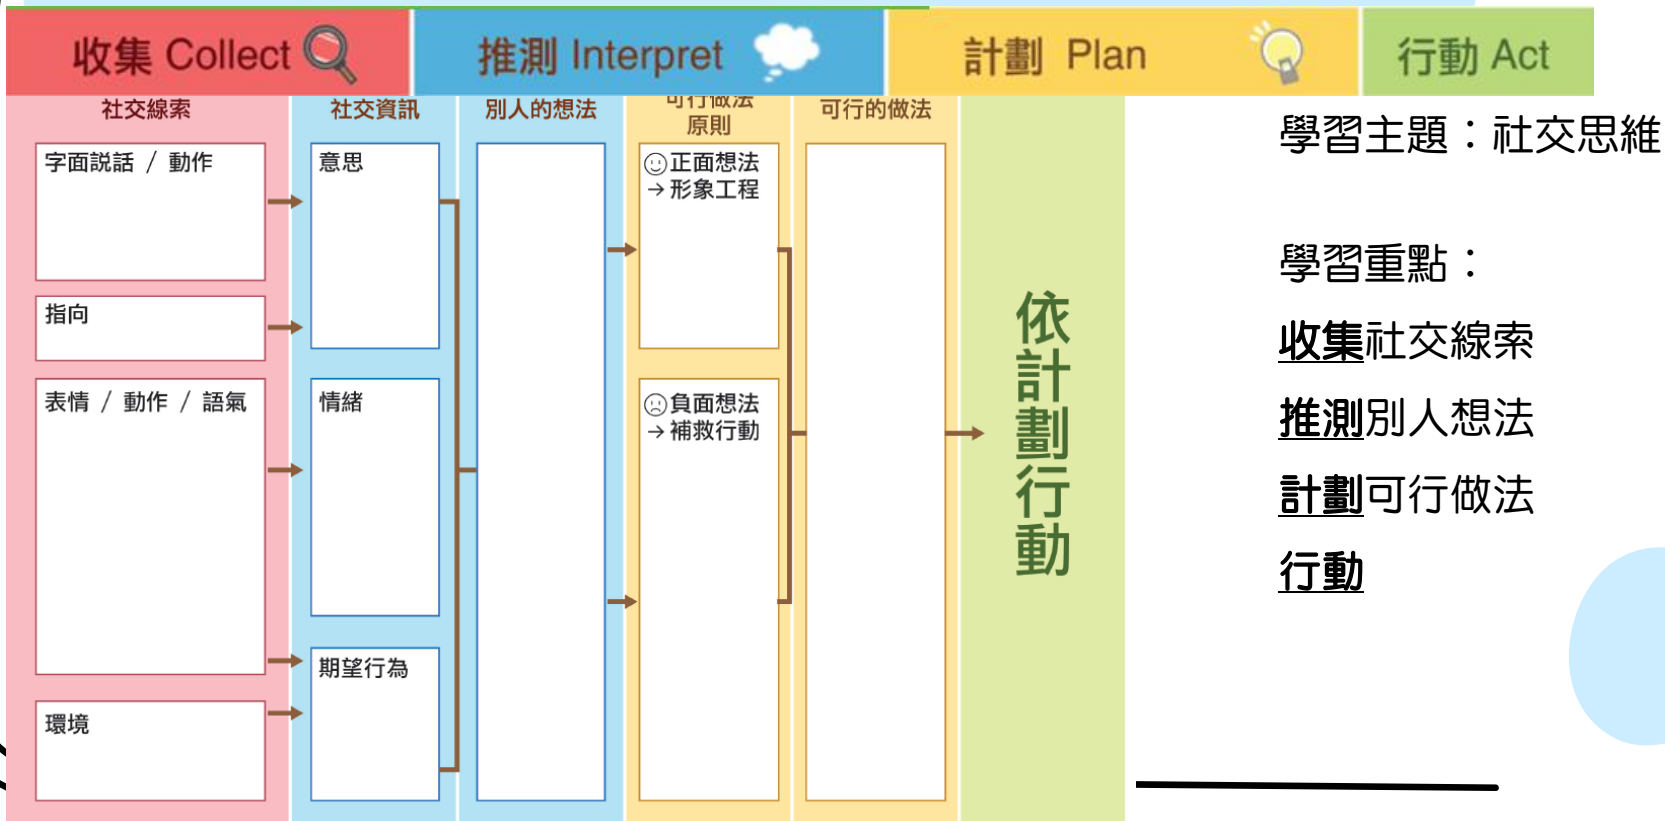 收集 Collect
推測 Interpret
計劃 Plan
行動 Act
社交線索
社交資訊
別人的想法
可行做法
原則
可行的做法
字面説話 / 動作
指向
表情 / 動作 / 語氣
環境
意思
情緒
期望行為
正面想法
→ 形象工程
負面想法
→ 補救行動
依計劃行動
學習主題：社交思維
學習重點：
收集社交線索
推測別人想法
計劃可行做法
行動